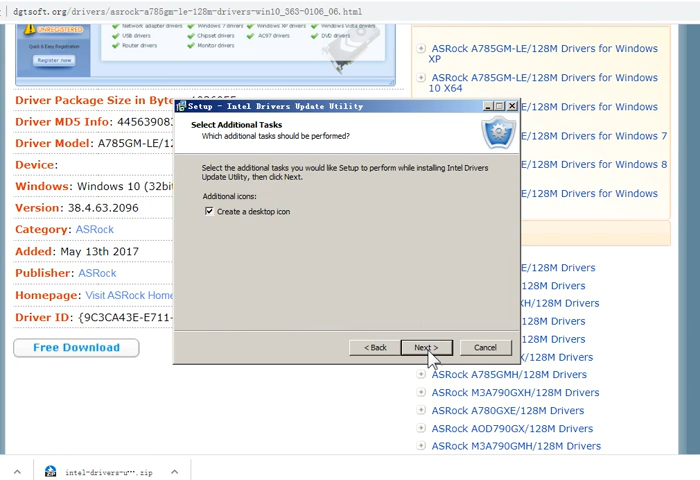 dgtsoft.org/drivers/asrock-a785gm-le-128m-drivers-win10_363-0106_06.html
UNREGISTERED
Quick & Easy Registration
Register now!
Network adapter drivers
Windows 7 drivers
Windows XP drivers
Windows Vista drivers
USB drivers
Chipset drivers
AC97 drivers
DVD drivers
Router drivers
Monitor drivers
Driver Package Size in Byte
Driver MD5 Info: 44563908
Driver Model: A785GM-LE/12
Device:
Windows: Windows 10 (32bit
Version: 38.4.63.2096
Category: ASRock
Added: May 13th 2017
Publisher: ASRock
Homepage: Visit ASRock Home
Driver ID: {9C3CA43E-E711-
Free Download
Setup - Intel Drivers Update Utility
Select Additional Tasks
Which additional tasks should be performed?
Select the additional tasks you would like Setup to perform while installing Intel Drivers
Update Utility, then click Next.
Additional icons:
Create a desktop icon
< Back
Next >
Cancel
ASRock A785GM-LE/128M Drivers for Windows
XP
ASRock A785GM-LE/128M Drivers for Windows
10 X64
E/128M Drivers for Windows 7
E/128M Drivers for Windows 8
E/128M Drivers for Windows
E/128M Drivers
128M Drivers
XH/128M Drivers
/128M Drivers
E/128M Drivers
/128M Drivers
ASRock A785GMH/128M Drivers
ASRock M3A790GXH/128M Drivers
ASRock A780GXE/128M Drivers
ASRock AOD790GX/128M Drivers
ASRock M3A790GMH/128M Drivers
intel-drivers-u....zip